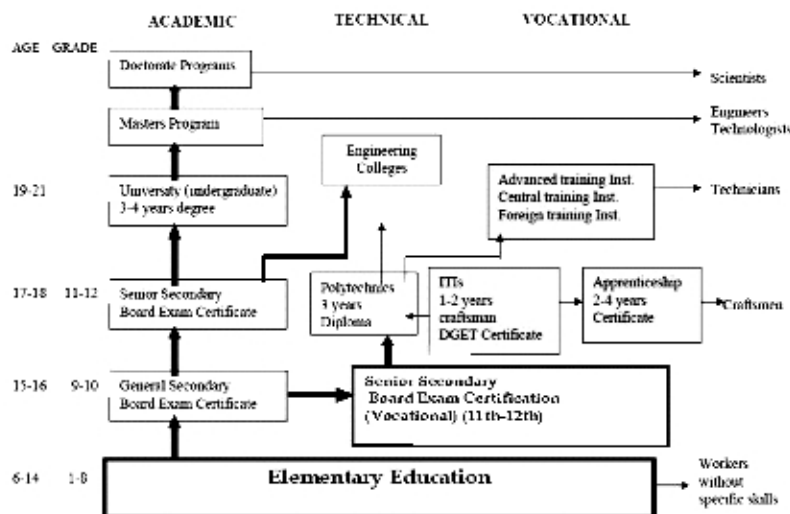 ACADEMIC TECHNICAL VOCATIONAL
AGE GRADE
Doctorate Programs
Scientists
Masters Program
Engineers
Technologists
Engineering
Colleges
19-21
University (undergraduate)
3-4 years degree
Advanced training Inst.
Central training Inst.
Foreign training Inst.
Technicians
17-18 11-12
Senior Secondary
Board Exam Certificate
Polytechnics
3 years
Diploma
ITIs
1-2 years
craftsman
DGET Certificate
Apprenticeship
2-4 years
Certificate
Craftsmen
15-16 9-10
General Secondary
Board Exam Certificate
Senior Secondary
Board Exam Certification
(Vocational) (11th-12th)
6-14 1-8
Elementary Education
Workers
without
specific skills